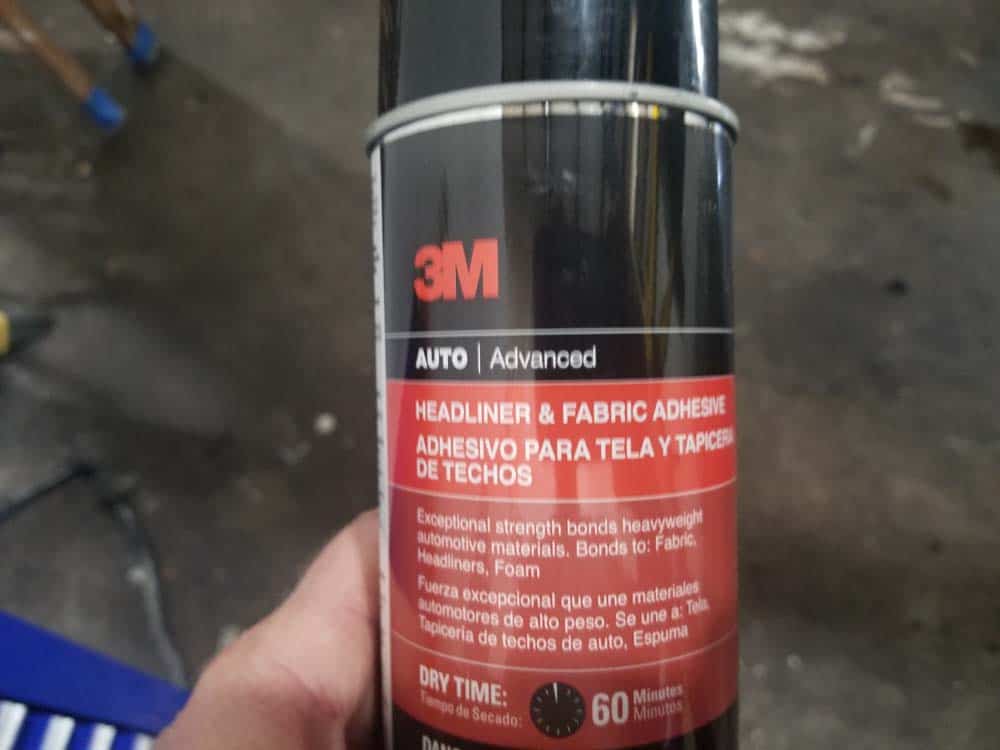 3M
AUTO | Advanced
HEADLINER & FABRIC ADHESIVE
ADHESIVO PARA TELA Y TAPICERIA
DE TECHOS
Exceptional strength bonds heavyweight
automotive materials. Bonds to: Fabric,
Headliners, Foam
Fuerza excepcional que une materiales
automotores de alto peso. Se une a: Tela,
Tapiceria de techos de auto, Espuma
DRY TIME:
Tiempo de Secado:
60 Minutes
Minutos